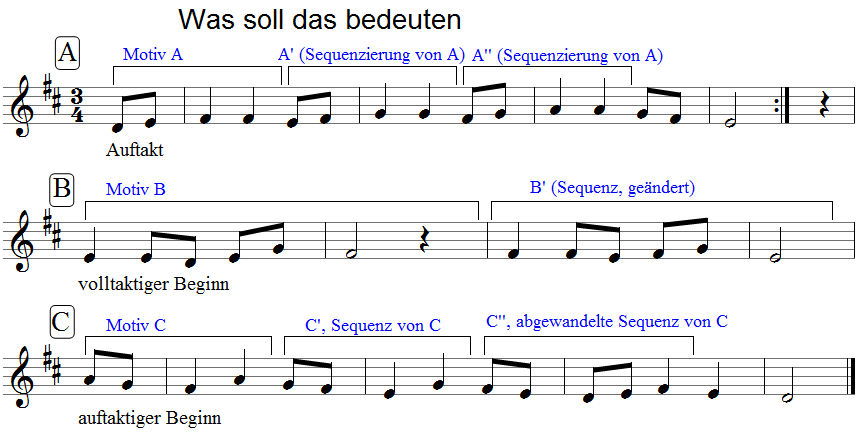 Was soll das bedeuten
A
Motiv A
A' (Sequenzierung von A)
A'' (Sequenzierung von A)
3
4
Auftakt
B
Motiv B
B' (Sequenz, geändert)
volltaktiger Beginn
C
Motiv C
C', Sequenz von C
C'', abgewandelte Sequenz von C
auftaktiger Beginn